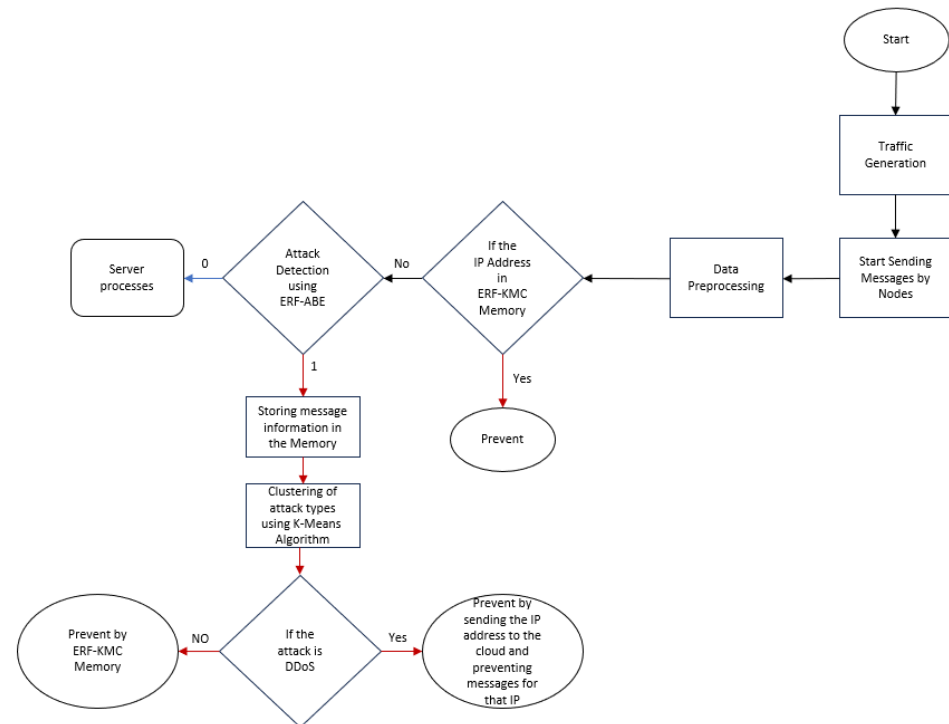 Start
Traffic
Generation
Start Sending
Messages by
Nodes
Data
Preprocessing
If the
IP Address
in
ERF-KMC
Memory
No
Yes
Prevent
Attack
Detection
using
ERF-ABE
0
Server
processes
1
Storing message
information in
the Memory
Clustering of
attack types
using K-Means
Algorithm
If the
attack is
DDoS
NO
Prevent by
ERF-KMC
Memory
Yes
Prevent by
sending the IP
address to the
cloud and
preventing
messages for
that IP